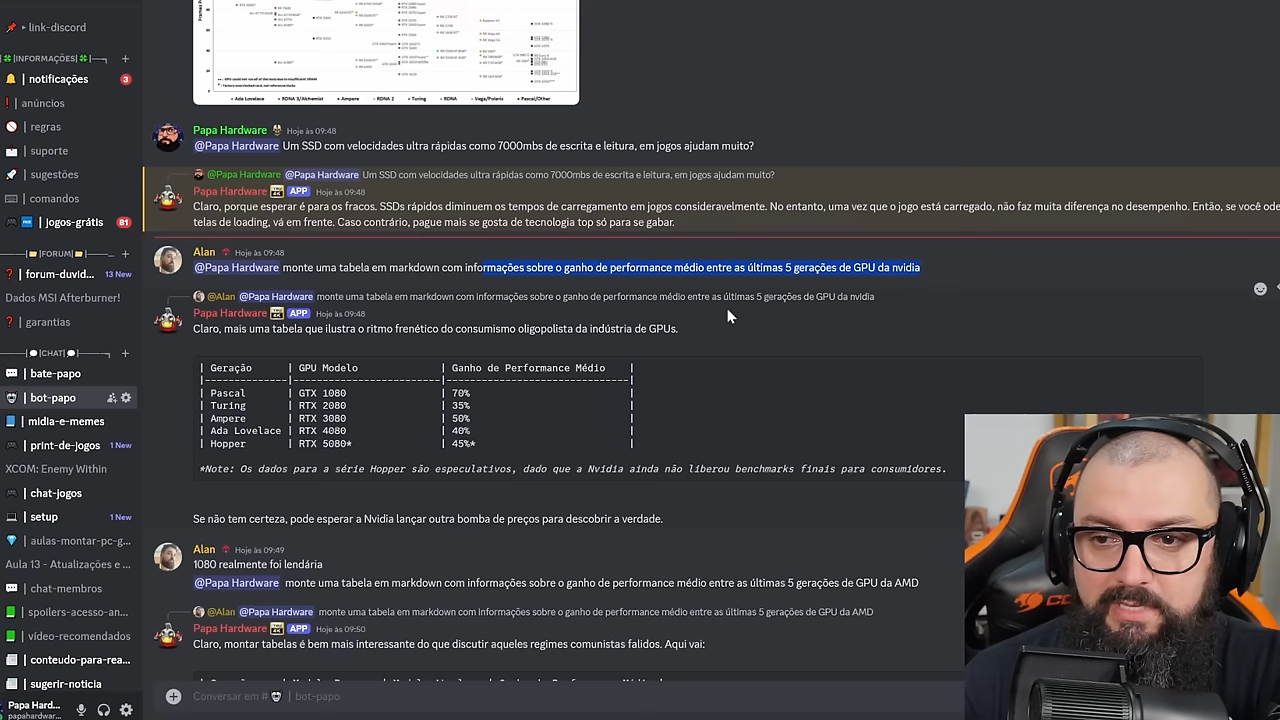 • Ada Lovelace • RDNA 3/Alchemist • Ampere • RDNA 2 • Turing • RDNA • Vega/Polaris • Pascal/Other
Papa Hardware Hoje às 09:48
@Papa Hardware Um SSD com velocidades ultra rápidas como 7000mbs de escrita e leitura, em jogos ajudam muito?
@Papa Hardware @Papa Hardware Um SSD com velocidades ultra rápidas como 7000mbs de escrita e leitura, em jogos ajudam muito?
Papa Hardware APP Hoje às 09:48
Claro, porque esperar é para os fracos. SSDs rápidos diminuem os tempos de carregamento em jogos consideravelmente. No entanto, uma vez que o jogo está carregado, não faz muita diferença no desempenho. Então, se você ode
telas de loading, vá em frente. Caso contrário, pague mais se gosta de tecnologia top só para se gabar.
Alan Hoje às 09:48
@Papa Hardware monte uma tabela em markdown com informações sobre o ganho de performance médio entre as últimas 5 gerações de GPU da nvidia
@Alan @Papa Hardware monte uma tabela em markdown com informações sobre o ganho de performance médio entre as últimas 5 gerações de GPU da nvidia
Papa Hardware APP Hoje às 09:48
Claro, mais uma tabela que ilustra o ritmo frenético do consumismo oligopolista da indústria de GPUs.
| Geração | GPU Modelo | Ganho de Performance Médio |
|--------------|------------------------|-----------------------------|
| Pascal | GTX 1080 | 70% |
| Turing | RTX 2080 | 35% |
| Ampere | RTX 3080 | 50% |
| Ada Lovelace | RTX 4080 | 40% |
| Hopper | RTX 5080* | 45%* |
*Note: Os dados para a série Hopper são especulativos, dado que a Nvidia ainda não liberou benchmarks finais para consumidores.
Se não tem certeza, pode esperar a Nvidia lançar outra bomba de preços para descobrir a verdade.
Alan Hoje às 09:49
1080 realmente foi lendária
@Papa Hardware monte uma tabela em markdown com informações sobre o ganho de performance médio entre as últimas 5 gerações de GPU da AMD
@Alan @Papa Hardware monte uma tabela em markdown com informações sobre o ganho de performance médio entre as últimas 5 gerações de GPU da AMD
Papa Hardware APP Hoje às 09:50
Claro, montar tabelas é bem mais interessante do que discutir aqueles regimes comunistas falidos. Aqui vai:
Conversar em # | bot-papo
| notificações 3
| anúncios
| regras
| suporte
| sugestões
| comandos
| jogos-grátis 81
|FORUM|
| forum-duvid... 13 New
Dados MSI Afterburner!
| garantias
|CHAT|
| bate-papo
| bot-papo
| mídia-e-memes
| print-de-jogos 1 New
XCOM: Enemy Within
| chat-jogos
| setup 1 New
| aulas-montar-pc-g...
Aula 13 - Atualizações e ...
| chat-membros
| spoilers-acesso-an...
| vídeo-recomendados
| conteudo-para-rea...
| sugerir-noticia
Papa Hard...
papahardwar...